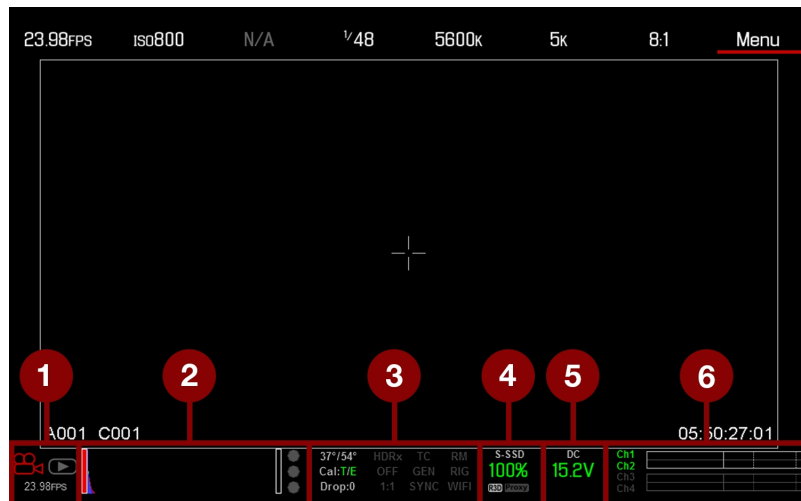 23.98FPS ISO800 N/A 1/48 5600K 5K 8:1 Menu
1 2 3 4 5 6
A001 C001 05:50:27:01
23.98FPS
37°/54° HDRx TC RM
Cal:T/E OFF GEN RIG
Drop:0 1:1 SYNC WIFI
S-SSD
100%
R3D Proxy
DC
15.2V
Ch1
Ch2
Ch3
Ch4